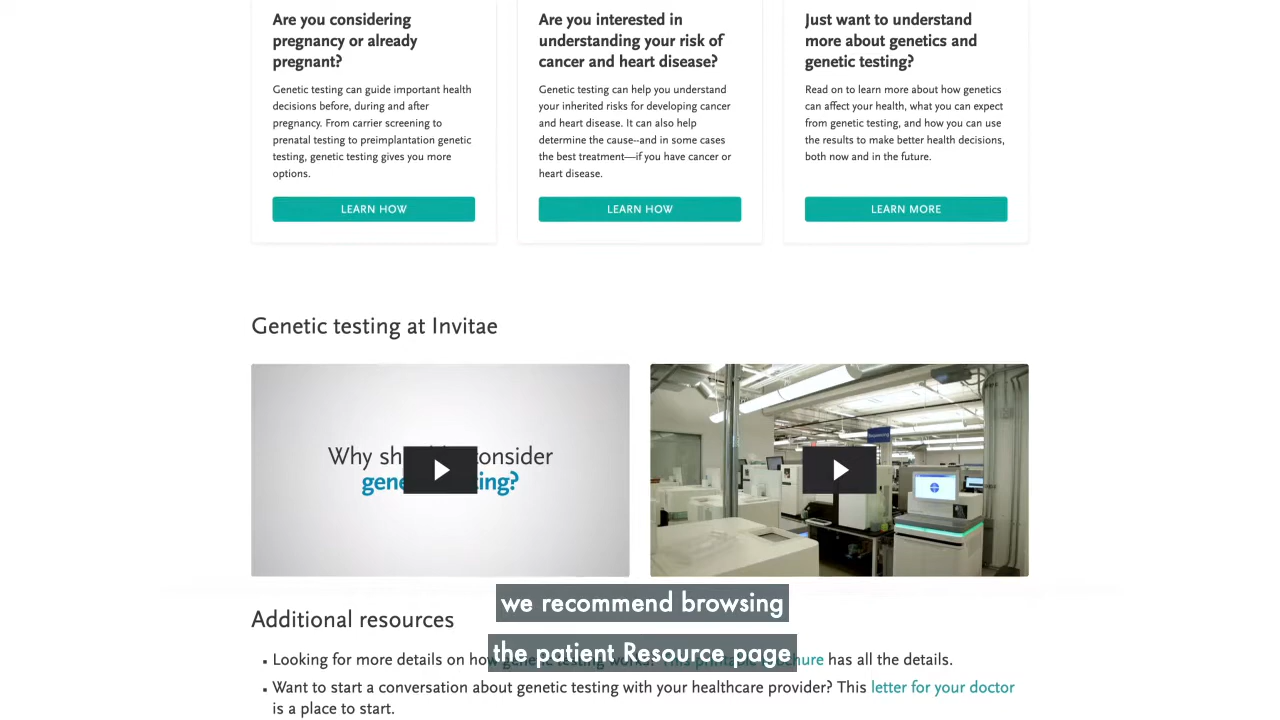 Are you considering
pregnancy or already
pregnant?
Genetic testing can guide important health
decisions before, during and after
pregnancy. From carrier screening to
prenatal testing to preimplantation genetic
testing, genetic testing gives you more
options.
LEARN HOW
Are you interested in
understanding your risk of
cancer and heart disease?
Genetic testing can help you understand
your inherited risks for developing cancer
and heart disease. It can also help
determine the cause--and in some cases
the best treatment—if you have cancer or
heart disease.
LEARN HOW
Just want to understand
more about genetics and
genetic testing?
Read on to learn more about how genetics
can affect your health, what you can expect
from genetic testing, and how you can use
the results to make better health decisions,
both now and in the future.
LEARN MORE
Genetic testing at Invitae
Why consider
we recommend browsing
the patient Resource page
Additional resources
Looking for more details on how genetic testing works? This printable brochure has all the details.
Want to start a conversation about genetic testing with your healthcare provider? This letter for your doctor
is a place to start.